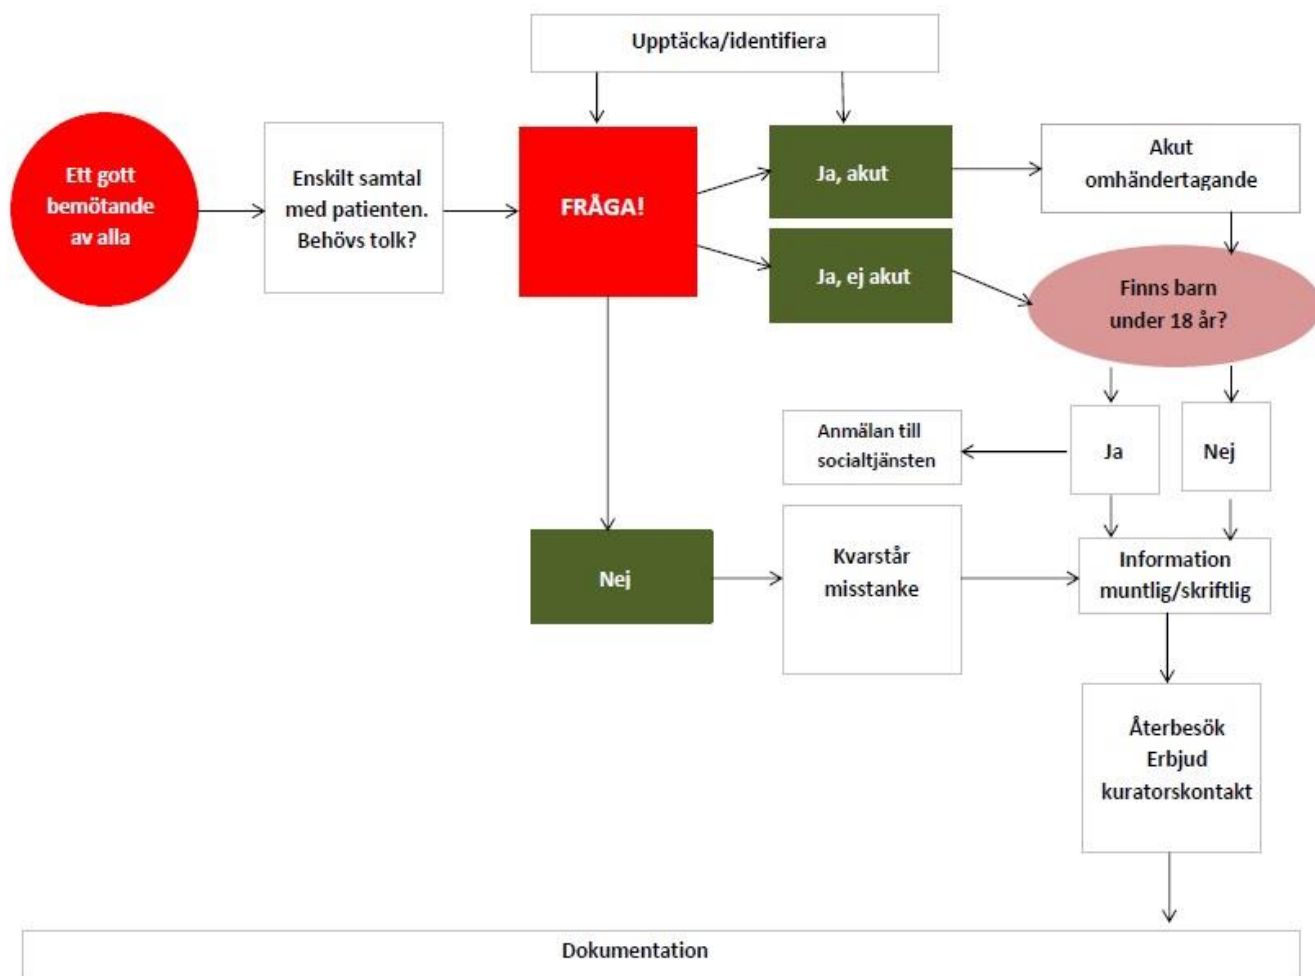 Upptäcka/identifiera
Ett gott
bemötande
av alla
Enskilt samtal
med patienten.
Behövs tolk?
FRÅGA!
Ja, akut
Akut
omhändertagande
Ja, ej akut
Finns barn
under 18 år?
Anmälan till
socialtjänsten
Ja
Nej
Nej
Kvarstår
misstanke
Information
muntlig/skriftlig
Återbesök
Erbjud
kuratorskontakt
Dokumentation